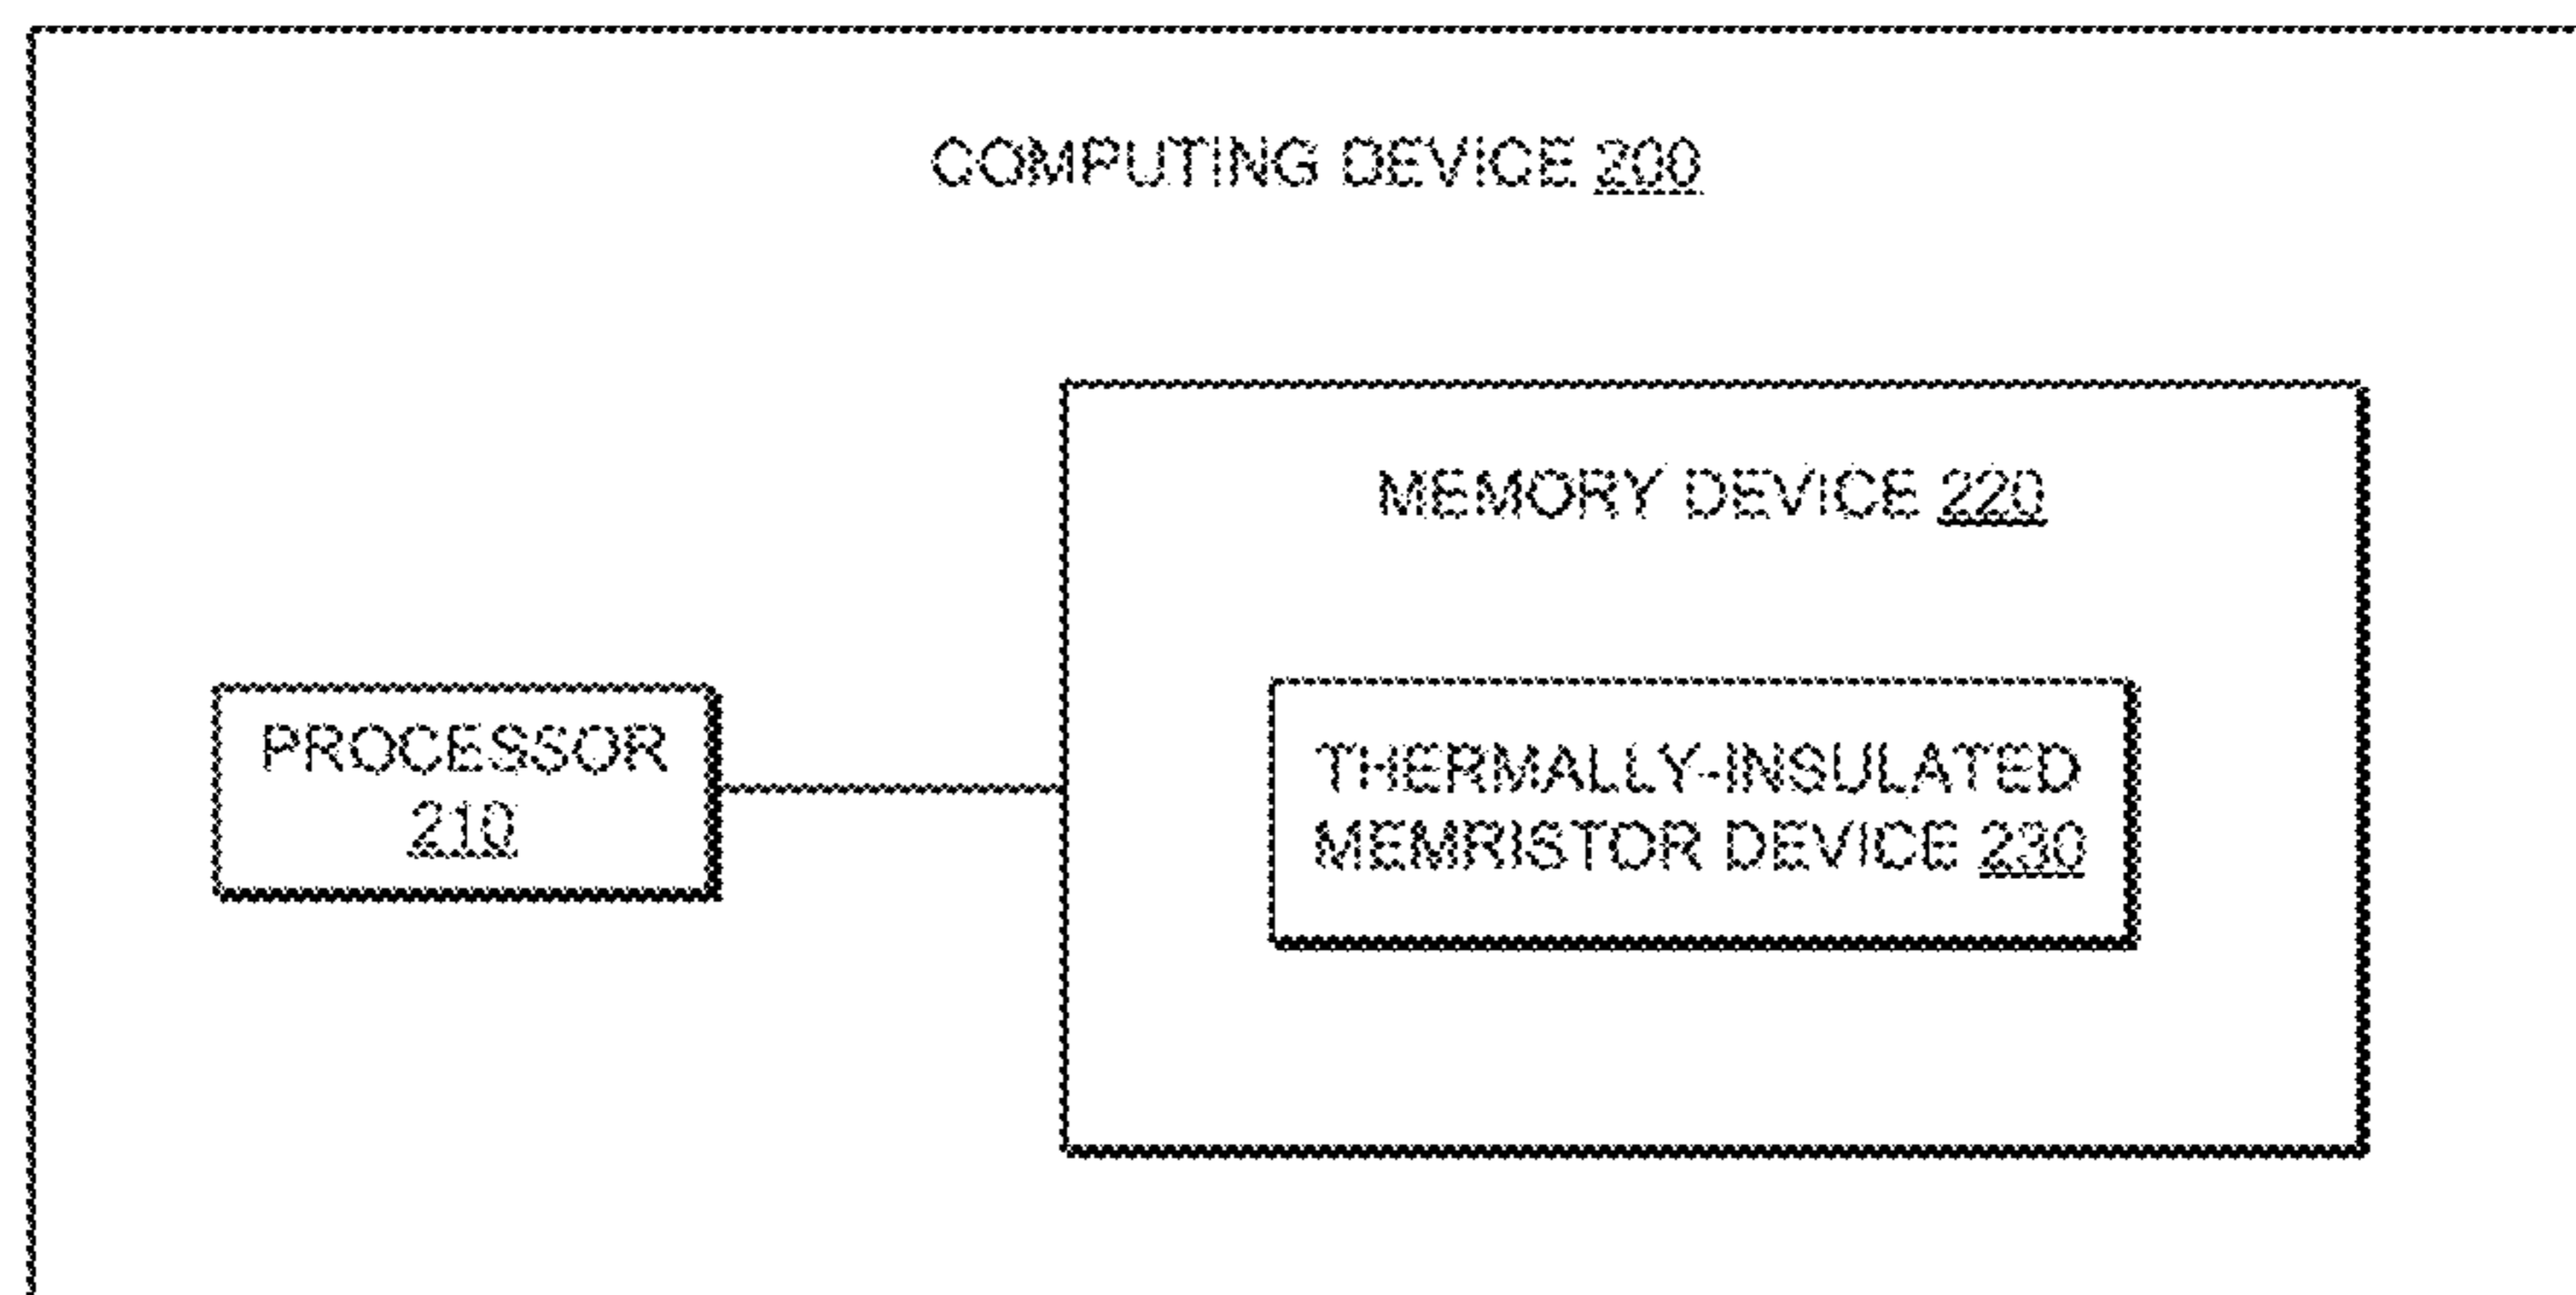 COMPUTING DEVICE 200
MEMORY DEVICE 220
PROCESSOR
210
THERMALLY-INSULATED
MEMRISTOR DEVICE 230